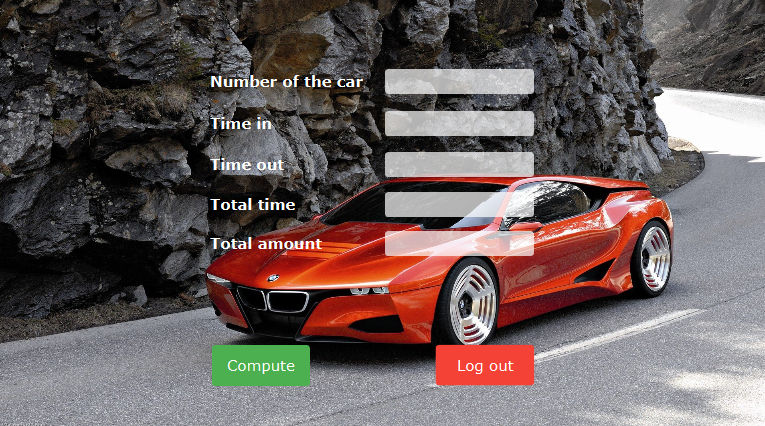 Number of the car
Time in
Time out
Total time
Total amount
Compute
Log out